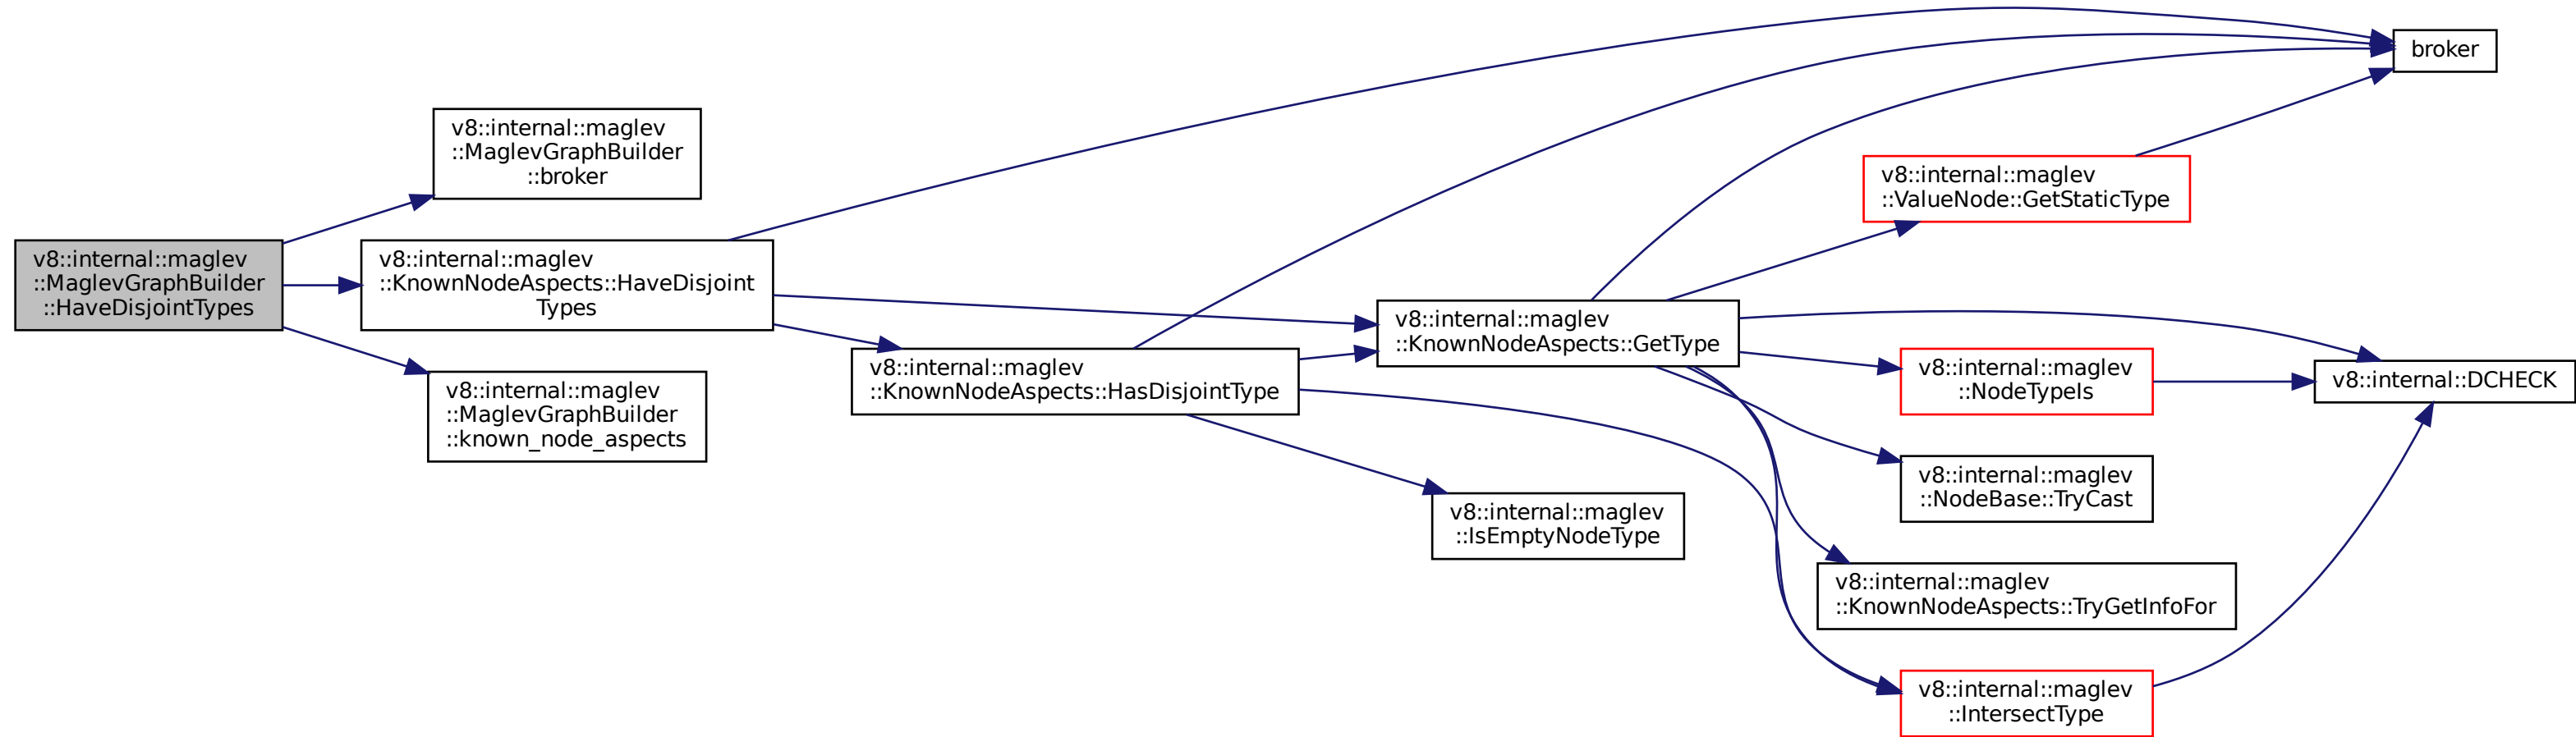 v8::internal::maglev
::MaglevGraphBuilder
::HaveDisjointTypes
v8::internal::maglev
::MaglevGraphBuilder
::broker
v8::internal::maglev
::KnownNodeAspects::HaveDisjoint
Types
v8::internal::maglev
::MaglevGraphBuilder
::known_node_aspects
v8::internal::maglev
::KnownNodeAspects::HasDisjointType
v8::internal::maglev
::KnownNodeAspects::GetType
v8::internal::maglev
::IsEmptyNodeType
broker
v8::internal::maglev
::ValueNode::GetStaticType
v8::internal::maglev
::NodeTypeIs
v8::internal::DCHECK
v8::internal::maglev
::NodeBase::TryCast
v8::internal::maglev
::KnownNodeAspects::TryGetInfoFor
v8::internal::maglev
::IntersectType